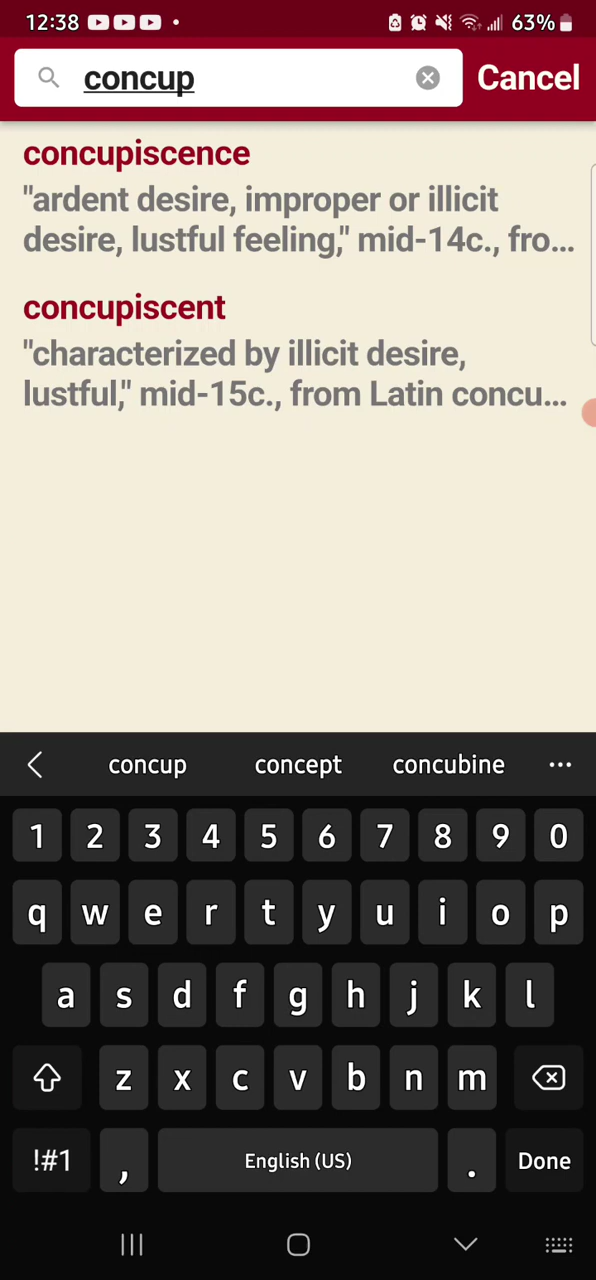 12:38 63%
concup Cancel
concupiscence
"ardent desire, improper or illicit
desire, lustful feeling," mid-14c., fro...
concupiscent
"characterized by illicit desire,
lustful," mid-15c., from Latin concu...
concup concept concubine ...
1 2 3 4 5 6 7 8 9 0
q w e r t y u i o p
a s d f g h j k l
z x c v b n m
!#1 , English (US) . Done